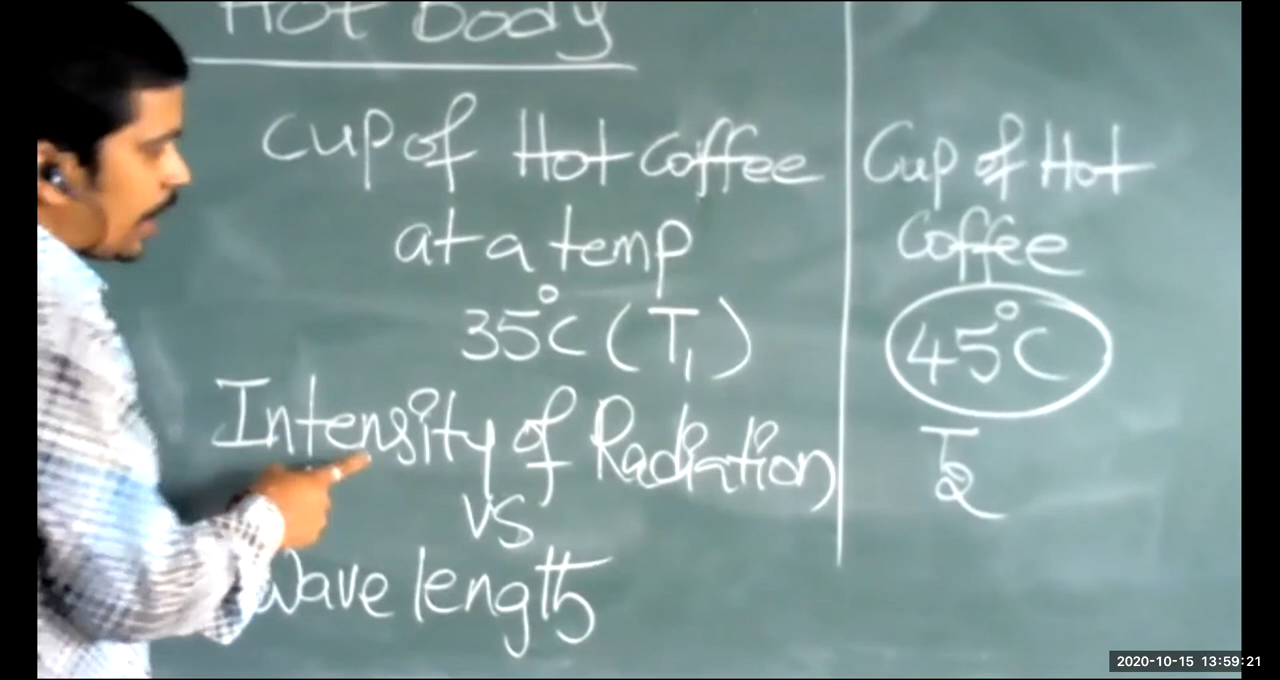 Hot body
Cup of Hot Coffee
at a temp
35°C (T₁)
Intensity of Radiation
VS
Wave length
Cup of Hot
Coffee
45°C
T₂
2020-10-15 13:59:21